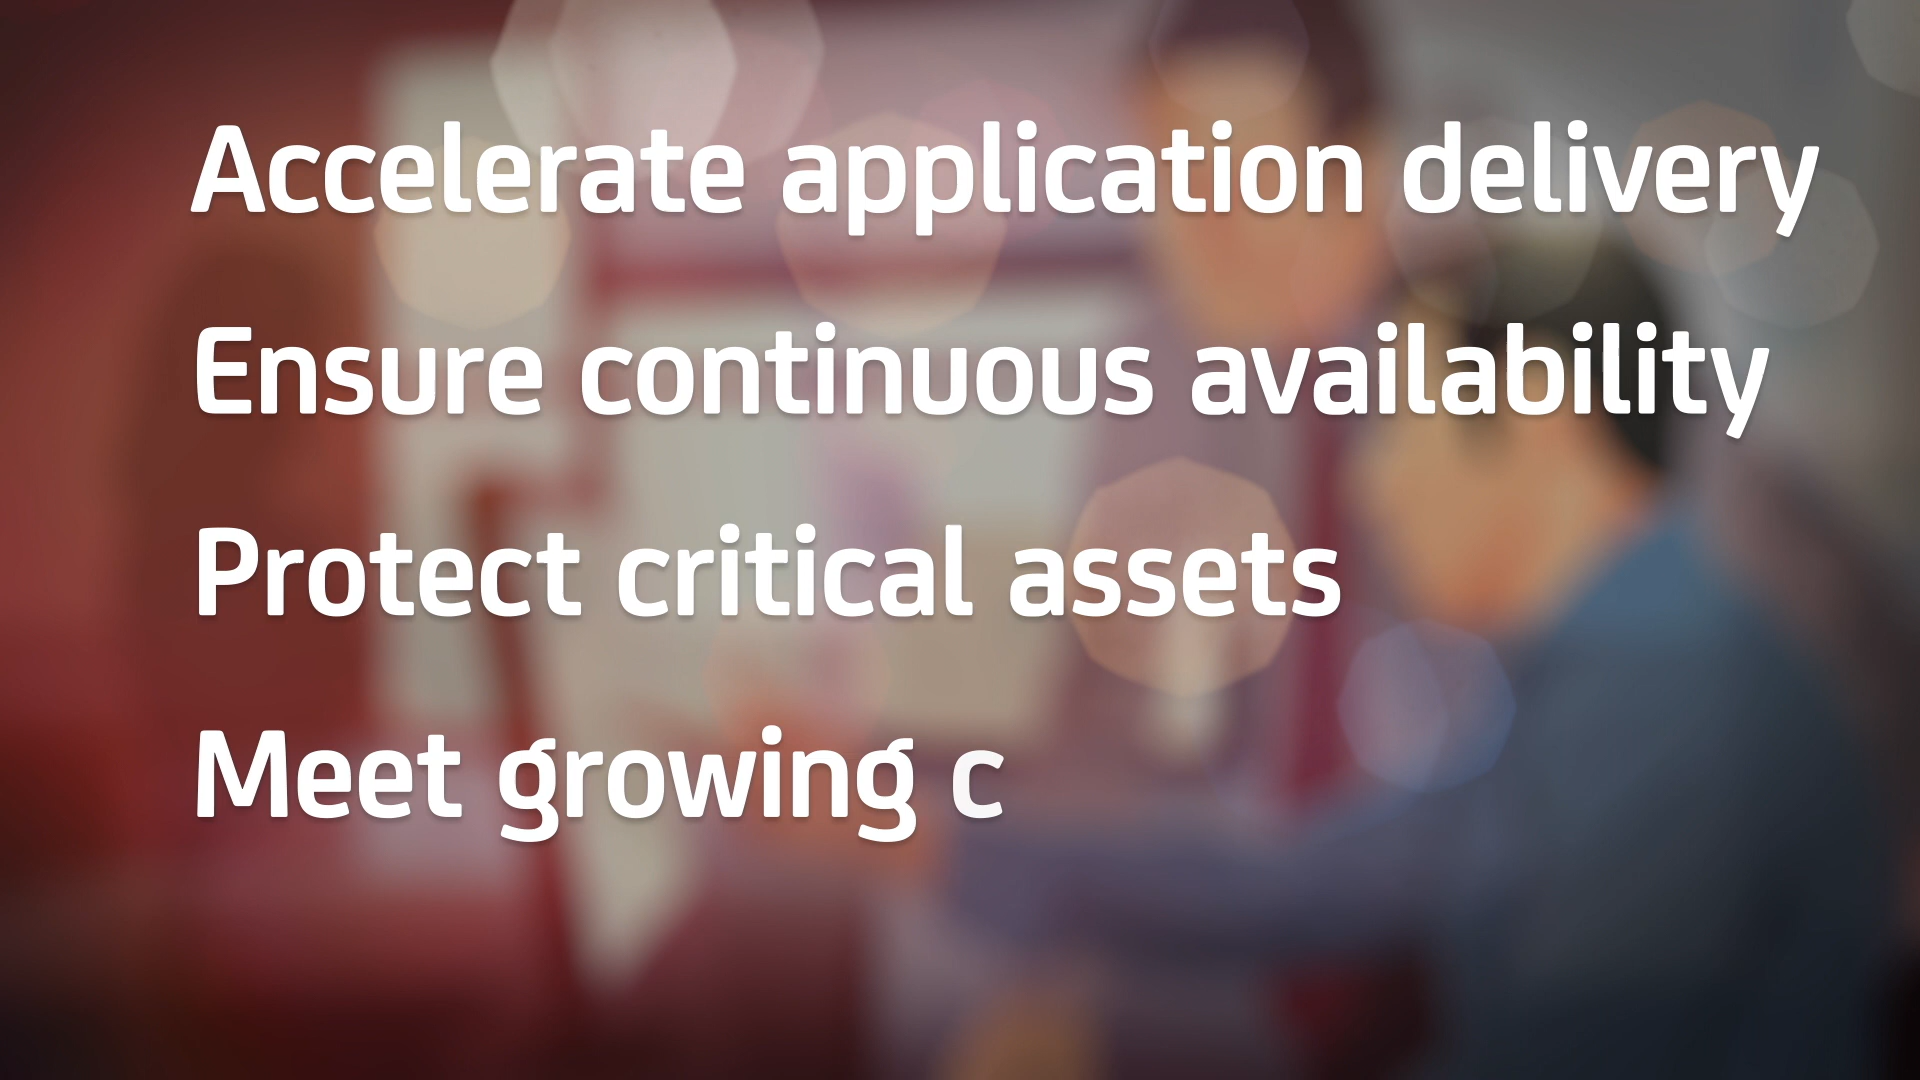 Accelerate application delivery
Ensure continuous availability
Protect critical assets
Meet growing c